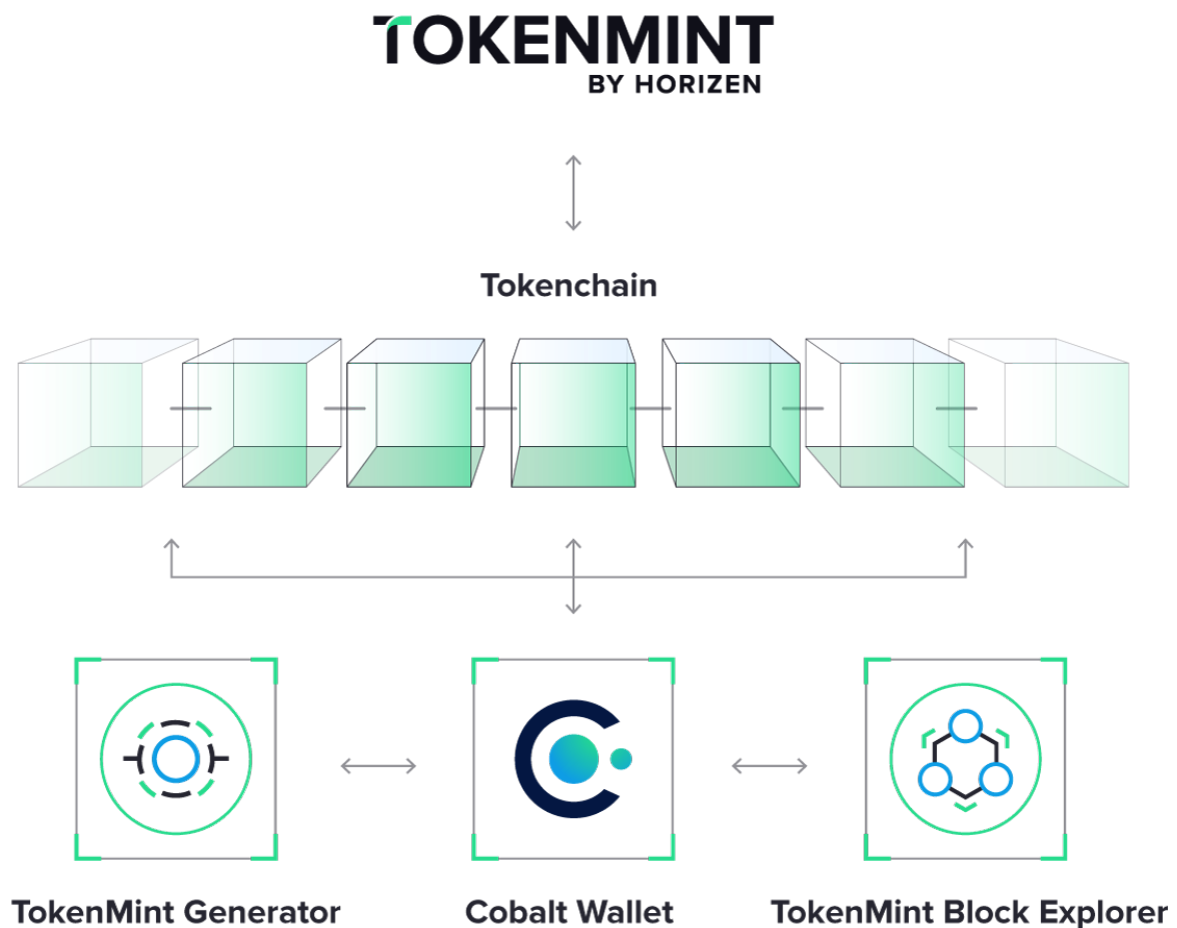 TOKENMINT
BY HORIZEN
Tokenchain
TokenMint Generator
Cobalt Wallet
TokenMint Block Explorer